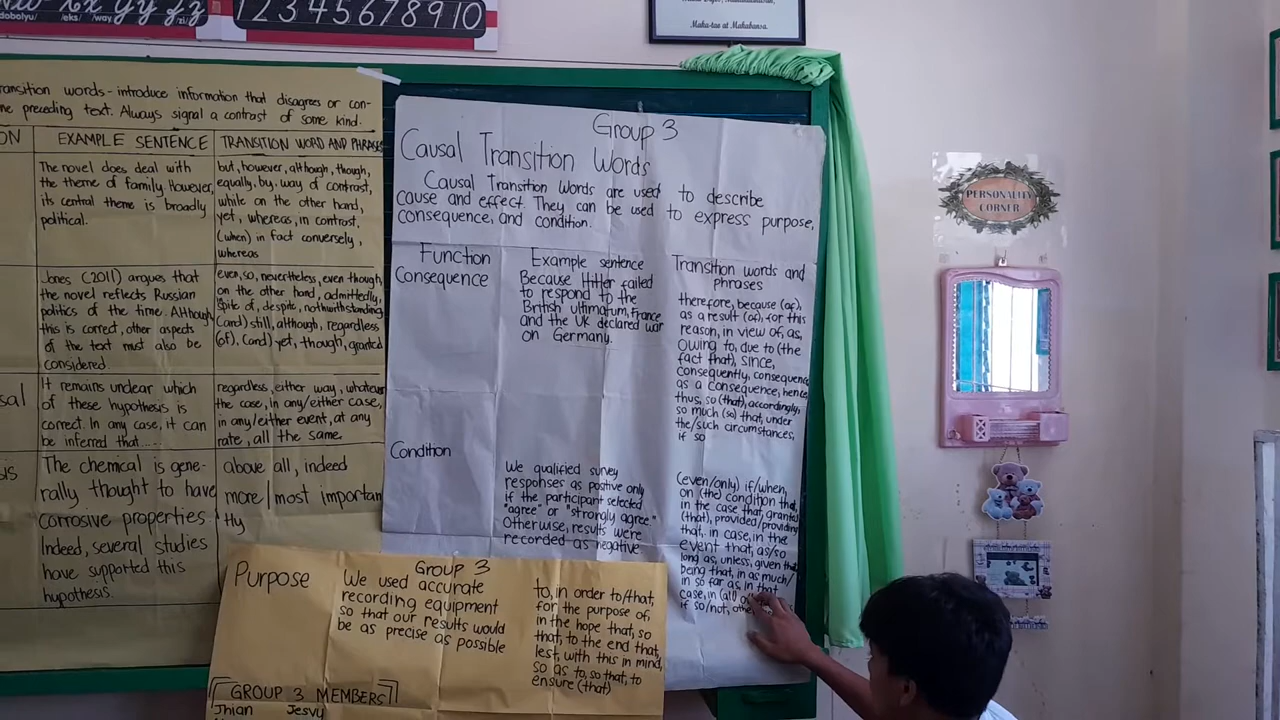 dobolyu /eks/ /way /zi/
1 2 3 4 5 6 7 8 9 10
Maka-tao at Makabansa.
transition words - introduce information that disagrees or con-
preceding text. Always signal a contrast of some kind.
ON EXAMPLE SENTENCE TRANSITION WORD AND PHRASES
The novel does deal with
the theme of family. However,
its central theme is broadly
political.
but, however, although, though,
equally, by way of contrast,
while on the other hand,
yet, whereas, in contrast,
(when) in fact conversely,
whereas
Jones (2011) argues that
the novel reflects Russian
politics of the time. Although
this is correct, other aspects
of the text must also be
considered.
even, so, nevertheless, even though,
on the other hand, admittedly,
spite of, despite, notwithstanding
(and) still, although, regardless
(of), (and) yet, though, granted
sal
It remains unclear which
of these hypothesis is
correct. In any case, it can
be inferred that.....
regardless, either way, whatever
the case, in any/either case,
in any/either event, at any
rate, all the same.
sis
The chemical is gene-
rally thought to have
corrosive properties.
Indeed, several studies
have supported this
hypothesis.
above all, indeed
more / most importan
tly
Group 3
Causal Transition Words
Causal Transition Words are used to describe
cause and effect. They can be used to express purpose,
consequence, and condition.
Function Example sentence Transition words and
phrases
Consequence
Because Hitler failed
to respond to the
British ultimatum, France
and the UK declared war
on Germany.
therefore, because (of),
as a result (of), for this
reason, in view of, as,
owing to, due to (the
fact that), since,
consequently, consequence
as a consequence, hence
thus, so (that), accordingly,
so much (so) that, under
the/such circumstances,
if so
Condition
We qualified survey
responses as positive only
if the participant selected
"agree" or "strongly agree."
Otherwise, results were
recorded as negative
(even/only) if/when,
on (the) condition that,
in the case that, granted
(that), provided/providing
that, in case, in the
event that, as/so
long as, unless, given that
being that, in as much/
in so far as, in that
case, in (all)
if so/not,
Group 3
Purpose
We used accurate
recording equipment
so that our results would
be as precise as possible
to, in order to/that,
for the purpose of,
in the hope that, so
that, to the end that,
lest, with this in mind,
so as to, so that, to
ensure (that)
GROUP 3 MEMBERS
Jhian Jesvy
PERSONALITY
CORNER